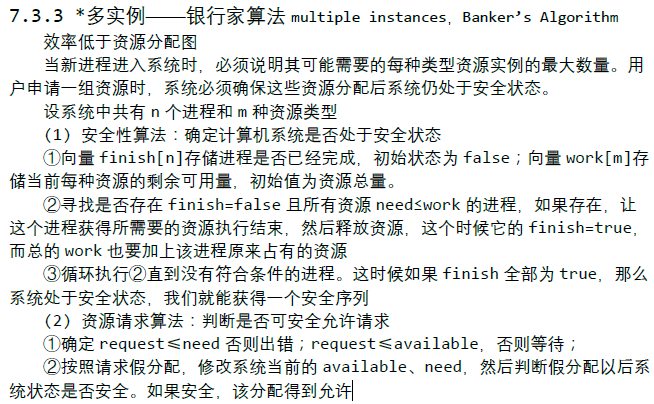 7.3.3 *多实例——银行家算法 multiple instances, Banker's Algorithm
效率低于资源分配图
当新进程进入系统时，必须说明其可能需要的每种类型资源实例的最大数量。用
户申请一组资源时，系统必须确保这些资源分配后系统仍处于安全状态。
设系统中共有 n 个进程和 m 种资源类型
(1) 安全性算法：确定计算机系统是否处于安全状态
①向量 finish[n]存储进程是否已经完成，初始状态为 false；向量 work[m]存
储当前每种资源的剩余可用量，初始值为资源总量。
②寻找是否存在 finish=false 且所有资源 need≤work 的进程，如果存在，让
这个进程获得所需要的资源执行结束，然后释放资源，这个时候它的 finish=true，
而总的 work 也要加上该进程原来占有的资源
③循环执行②直到没有符合条件的进程。这时候如果 finish 全部为 true，那么
系统处于安全状态，我们就能获得一个安全序列
(2) 资源请求算法：判断是否可安全允许请求
①确定 request≤need 否则出错；request≤available，否则等待；
②按照请求假分配，修改系统当前的 available、need，然后判断假分配以后系
统状态是否安全。如果安全，该分配得到允许